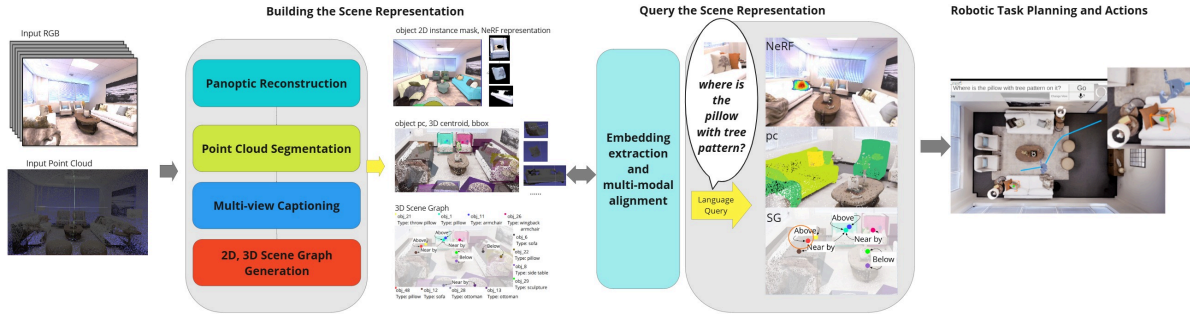 Building the Scene Representation
Query the Scene Representation
Robotic Task Planning and Actions
Input RGB
Input Point Cloud
Panoptic Reconstruction
Point Cloud Segmentation
Multi-view Captioning
2D, 3D Scene Graph
Generation
object 2D instance mask, NeRF representation
object pc, 3D centroid, bbox
......
3D Scene Graph
obj_21
Type: throw pillow
obj_1
Type: pillow
obj_11
Type: armchair
obj_26
Type: wingback
armchair
obj_6
Type: sofa
obj_22
Type: pillow
obj_8
Type: side table
obj_29
Type: sculpture
obj_48
Type: pillow
obj_12
Type: sofa
obj_28
Type: ottoman
obj_13
Type: ottoman
Above
Above
Near by
Near by
Below
Near by
Embedding
extraction
and
multi-modal
alignment
where is
the
pillow
with tree
pattern?
Language
Query
NeRF
pc
SG
Above
Above
Near by
Near by
Below
Where is the pillow with tree pattern on it?
Go